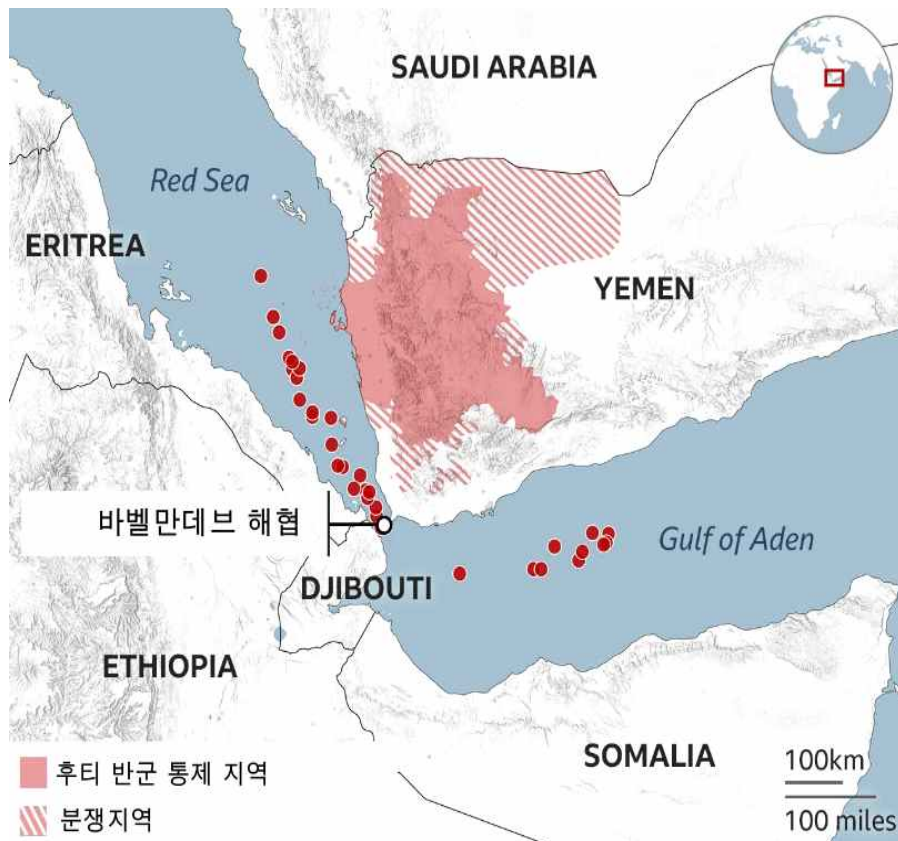 SAUDI ARABIA
Red Sea
ERITREA
YEMEN
바벨만데브 해협
Gulf of Aden
DJIBOUTI
ETHIOPIA
SOMALIA
후티 반군 통제 지역
100km
분쟁지역
100 miles